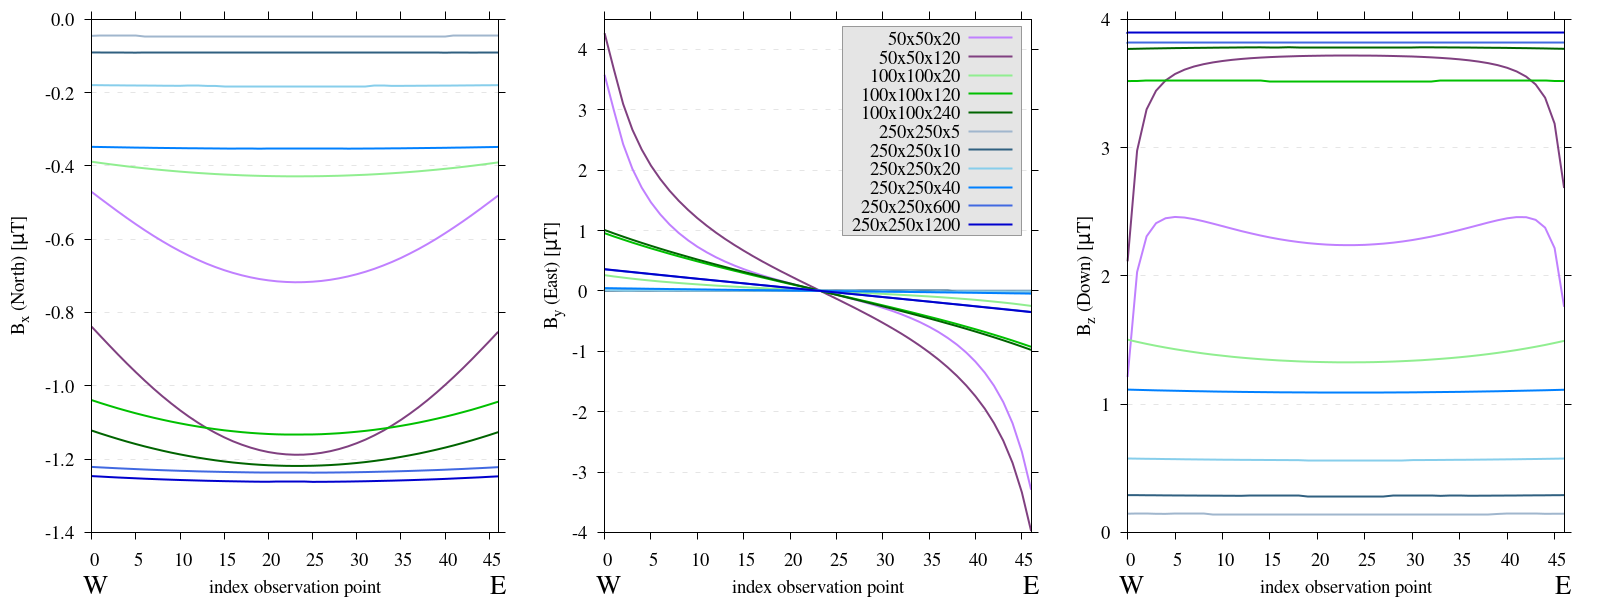 0.0
-0.2
-0.4
-0.6
-0.8
-1.0
-1.2
-1.4
B_x (North) [µT]
0 5 10 15 20 25 30 35 40 45
W index observation point E
4
3
2
1
0
-1
-2
-3
-4
B_y (East) [µT]
50x50x20
50x50x120
100x100x20
100x100x120
100x100x240
250x250x5
250x250x10
250x250x20
250x250x40
250x250x600
250x250x1200
0 5 10 15 20 25 30 35 40 45
W index observation point E
4
3
2
1
0
B_z (Down) [µT]
0 5 10 15 20 25 30 35 40 45
W index observation point E